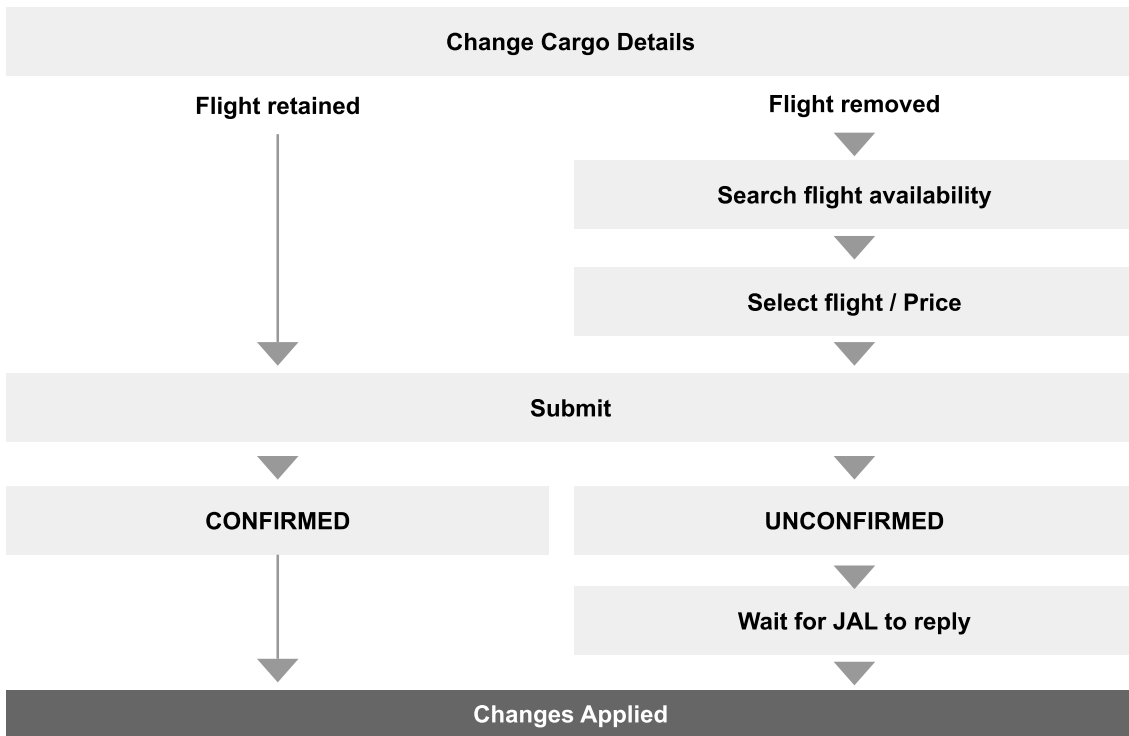 Change Cargo Details
Flight retained
Flight removed
Search flight availability
Select flight / Price
Submit
CONFIRMED
UNCONFIRMED
Wait for JAL to reply
Changes Applied